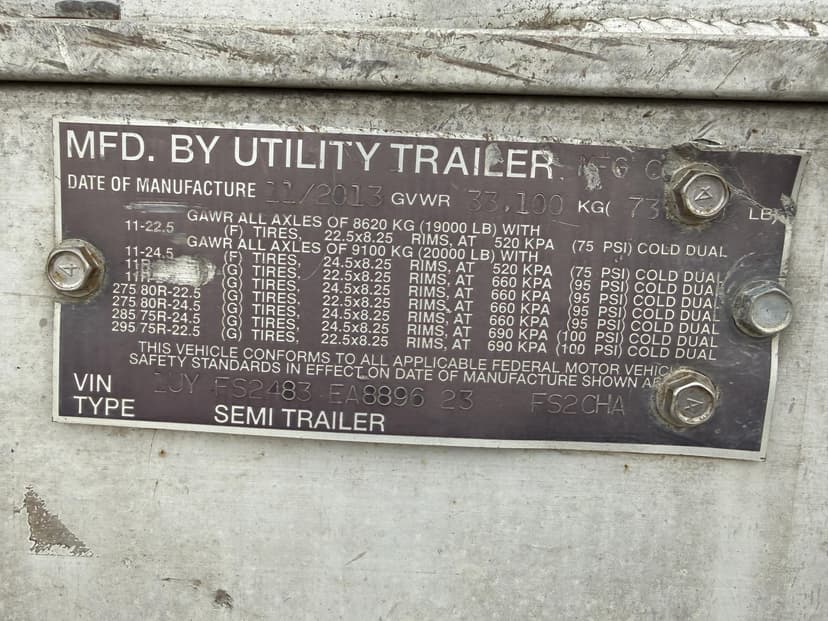 MFD. BY UTILITY TRAILER MFG C
DATE OF MANUFACTURE 11/2013 GVWR 33,100 KG( 73 LB)
GAWR ALL AXLES OF 8620 KG (19000 LB) WITH
11-22.5 (F) TIRES, 22.5x8.25 RIMS, AT 520 KPA (75 PSI) COLD DUAL
GAWR ALL AXLES OF 9100 KG (20000 LB) WITH
11-24.5 (F) TIRES, 24.5x8.25 RIMS, AT 520 KPA (75 PSI) COLD DUAL
(G) TIRES, 22.5x8.25 RIMS, AT 660 KPA (95 PSI) COLD DUAL
(G) TIRES, 24.5x8.25 RIMS, AT 660 KPA (95 PSI) COLD DUAL
275 80R-22.5 (G) TIRES, 22.5x8.25 RIMS, AT 660 KPA (95 PSI) COLD DUAL
275 80R-24.5 (G) TIRES, 24.5x8.25 RIMS, AT 660 KPA (95 PSI) COLD DUAL
285 75R-24.5 (G) TIRES, 24.5x8.25 RIMS, AT 690 KPA (100 PSI) COLD DUAL
295 75R-22.5 (G) TIRES, 22.5x8.25 RIMS, AT 690 KPA (100 PSI) COLD DUAL
THIS VEHICLE CONFORMS TO ALL APPLICABLE FEDERAL MOTOR VEHICL
SAFETY STANDARDS IN EFFECT ON DATE OF MANUFACTURE SHOWN AB
VIN 1UY FS2483 EA8896 23 FS2CHA
TYPE SEMI TRAILER